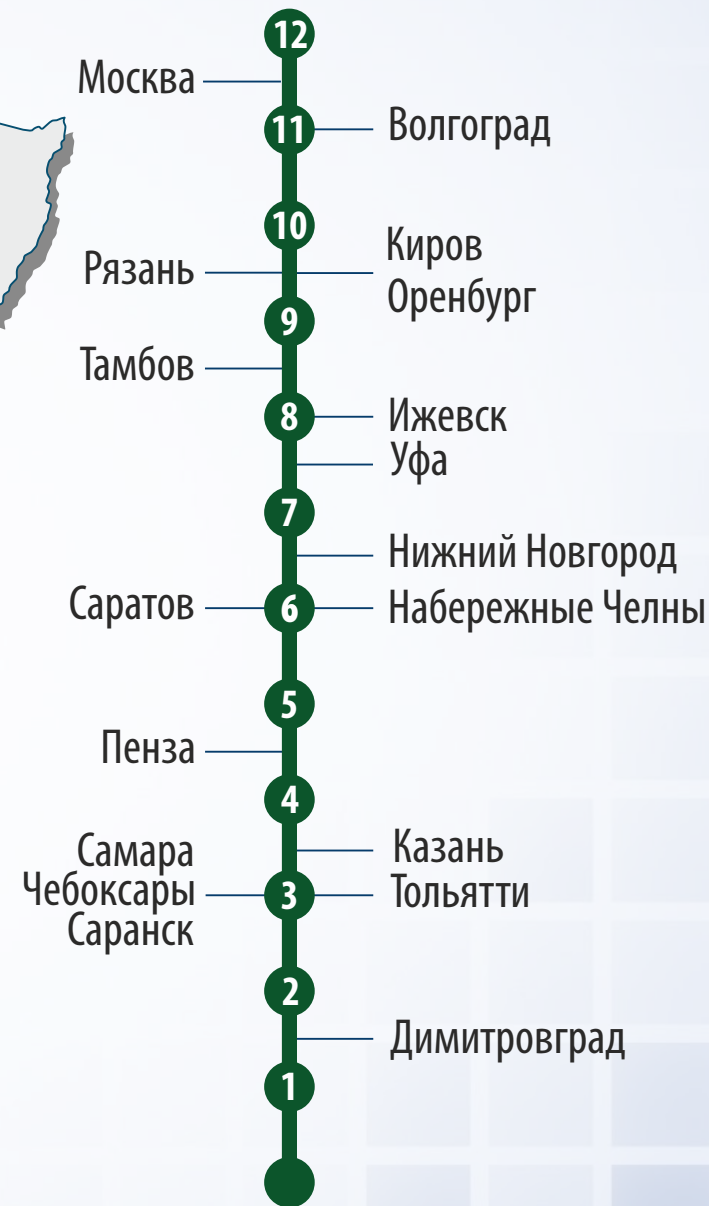 12
Москва
11
Волгоград
10
Киров
Рязань
Оренбург
9
Тамбов
8
Ижевск
Уфа
7
Нижний Новгород
Саратов
6
Набережные Челны
5
Пенза
4
Самара
Казань
Чебоксары
3
Тольятти
Саранск
2
Димитровград
1